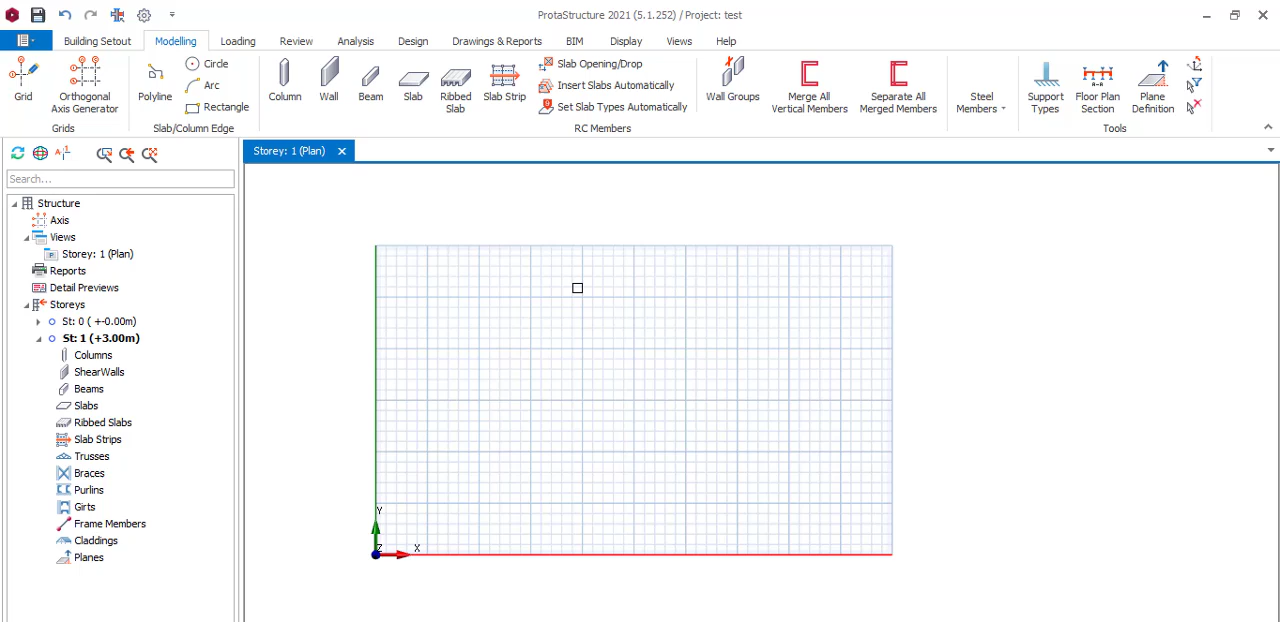 ProtaStructure 2021 (5.1.252) / Project: test
Building Setout Modelling Loading Review Analysis Design Drawings & Reports BIM Display Views Help
Grid
Orthogonal
Axis Generator
Grids
Polyline
Circle
Arc
Rectangle
Slab/Column Edge
Column
Wall
Beam
Slab
Ribbed
Slab
Slab Strip
Slab Opening/Drop
Insert Slabs Automatically
Set Slab Types Automatically
RC Members
Wall Groups
Merge All
Vertical Members
Separate All
Merged Members
Steel
Members
Support
Types
Floor Plan
Section
Plane
Definition
Tools
Storey: 1 (Plan)
Search...
Structure
Axis
Views
Storey: 1 (Plan)
Reports
Detail Previews
Storeys
St: 0 ( +-0.00m)
St: 1 (+3.00m)
Columns
ShearWalls
Beams
Slabs
Ribbed Slabs
Slab Strips
Trusses
Braces
Purlins
Girts
Frame Members
Claddings
Planes
Y
Z
X